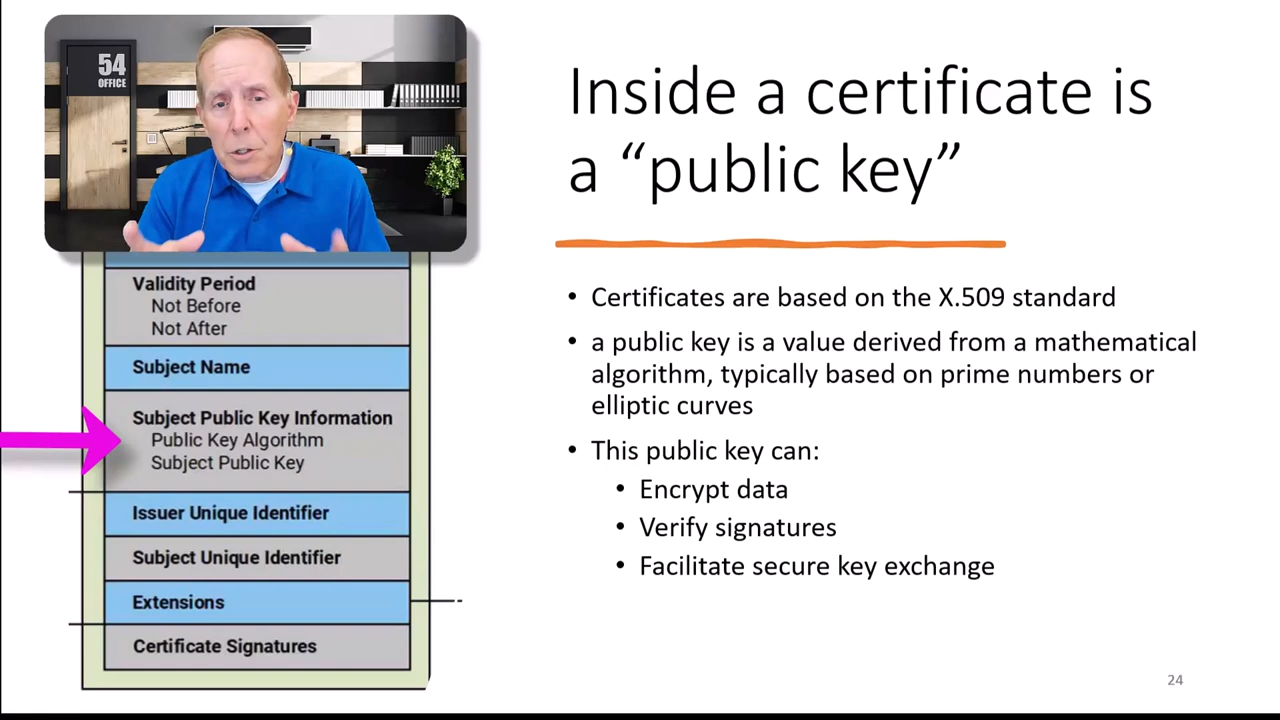 54
OFFICE
Inside a certificate is
a “public key”
Validity Period
Not Before
Not After
Subject Name
Subject Public Key Information
Public Key Algorithm
Subject Public Key
Issuer Unique Identifier
Subject Unique Identifier
Extensions
Certificate Signatures
• Certificates are based on the X.509 standard
• a public key is a value derived from a mathematical
algorithm, typically based on prime numbers or
elliptic curves
• This public key can:
• Encrypt data
• Verify signatures
• Facilitate secure key exchange
24